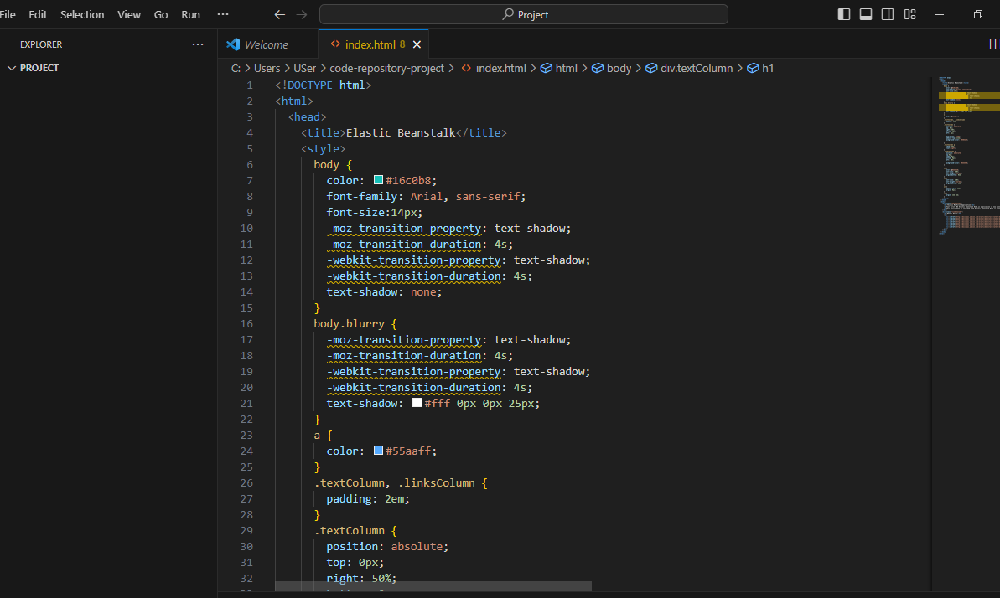 File Edit Selection View Go Run ··· Project
EXPLORER ···
PROJECT
Welcome index.html 8
C: > Users > USer > code-repository-project > index.html > html > body > div.textColumn > h1
1 <!DOCTYPE html>
2 <html>
3 <head>
4 <title>Elastic Beanstalk</title>
5 <style>
6 body {
7 color: #16c0b8;
8 font-family: Arial, sans-serif;
9 font-size:14px;
10 -moz-transition-property: text-shadow;
11 -moz-transition-duration: 4s;
12 -webkit-transition-property: text-shadow;
13 -webkit-transition-duration: 4s;
14 text-shadow: none;
15 }
16 body.blurry {
17 -moz-transition-property: text-shadow;
18 -moz-transition-duration: 4s;
19 -webkit-transition-property: text-shadow;
20 -webkit-transition-duration: 4s;
21 text-shadow: #fff 0px 0px 25px;
22 }
23 a {
24 color: #55aaff;
25 }
26 .textColumn, .linksColumn {
27 padding: 2em;
28 }
29 .textColumn {
30 position: absolute;
31 top: 0px;
32 right: 50%;